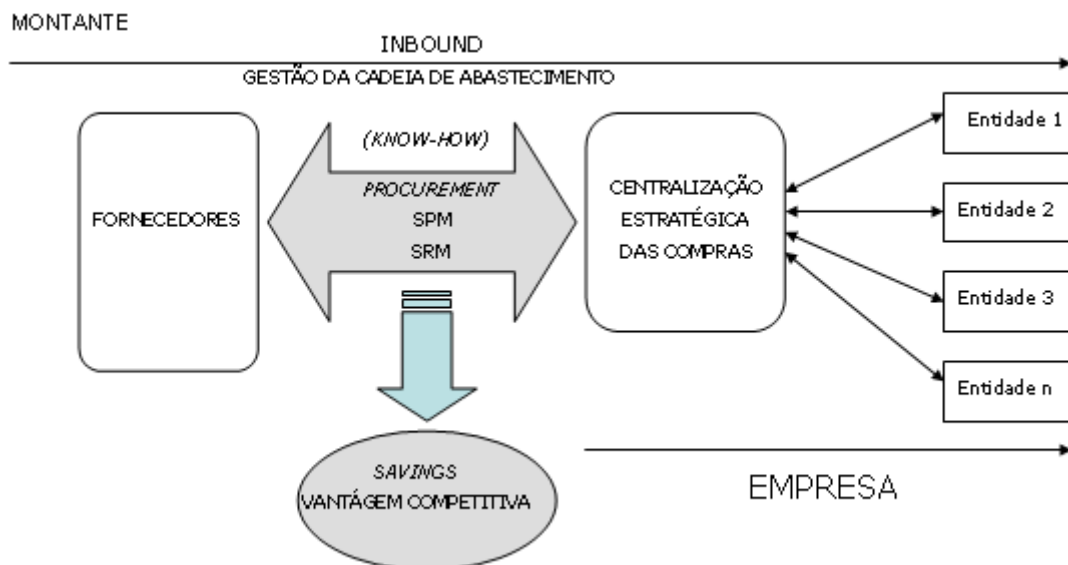 MONTANTE
INBOUND
GESTÃO DA CADEIA DE ABASTECIMENTO
FORNECEDORES
(KNOW-HOW)
PROCUREMENT
SPM
SRM
CENTRALIZAÇÃO
ESTRATÉGICA
DAS COMPRAS
Entidade 1
Entidade 2
Entidade 3
Entidade n
SAVINGS
VANTÁGEM COMPETITIVA
EMPRESA